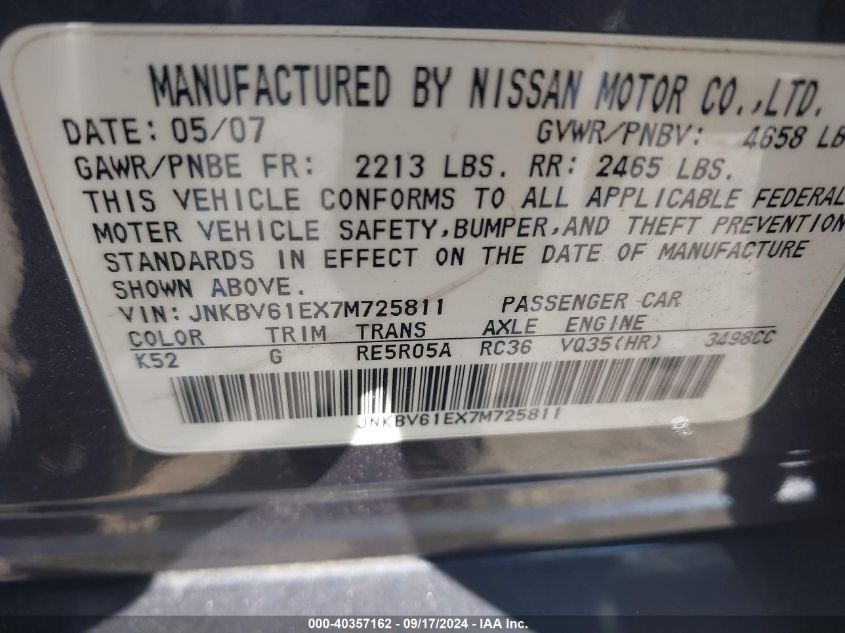 MANUFACTURED BY NISSAN MOTOR CO.,LTD.
DATE: 05/07 GVWR/PNBV: 4658 LB
GAWR/PNBE FR: 2213 LBS. RR: 2465 LBS.
THIS VEHICLE CONFORMS TO ALL APPLICABLE FEDERAL
MOTER VEHICLE SAFETY,BUMPER,AND THEFT PREVENTION
STANDARDS IN EFFECT ON THE DATE OF MANUFACTURE
SHOWN ABOVE.
VIN: JNKBV61EX7M725811 PASSENGER CAR
COLOR TRIM TRANS AXLE ENGINE
K52 G RE5R05A RC36 VQ35(HR) 3498CC
JNKBV61EX7M725811
000-40357162 - 09/17/2024 - IAA Inc.